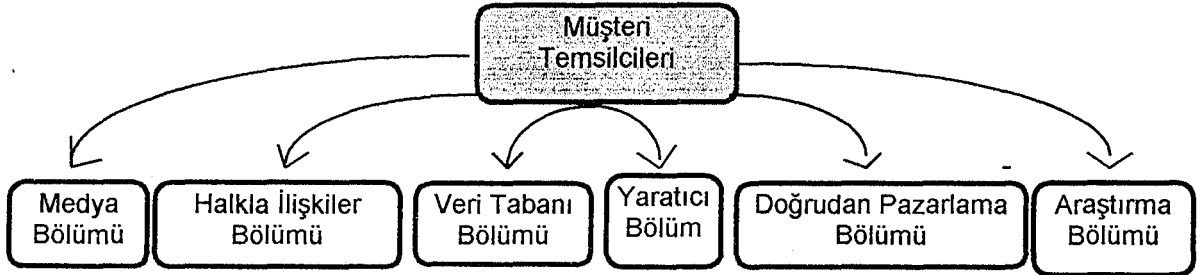 Müşteri
Temsilcileri
Medya
Bölümü
Halkla İlişkiler
Bölümü
Veri Tabanı
Bölümü
Yaratıcı
Bölüm
Doğrudan Pazarlama
Bölümü
Araştırma
Bölümü